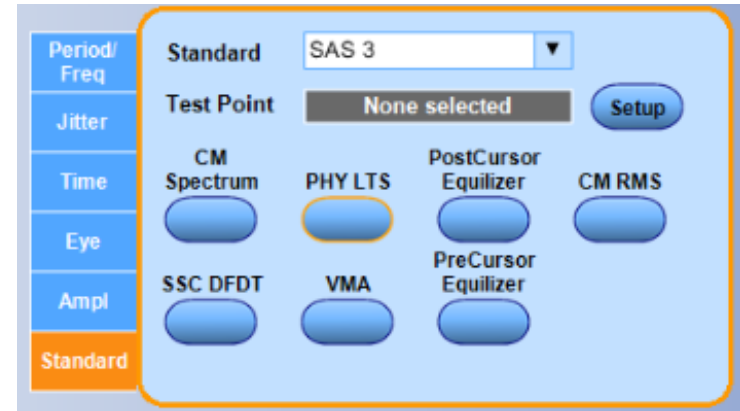 Period/
Freq
Jitter
Time
Eye
Ampl
Standard
Standard
SAS 3
Test Point
None selected
Setup
CM
Spectrum
PHY LTS
PostCursor
Equilizer
CM RMS
SSC DFDT
VMA
PreCursor
Equilizer